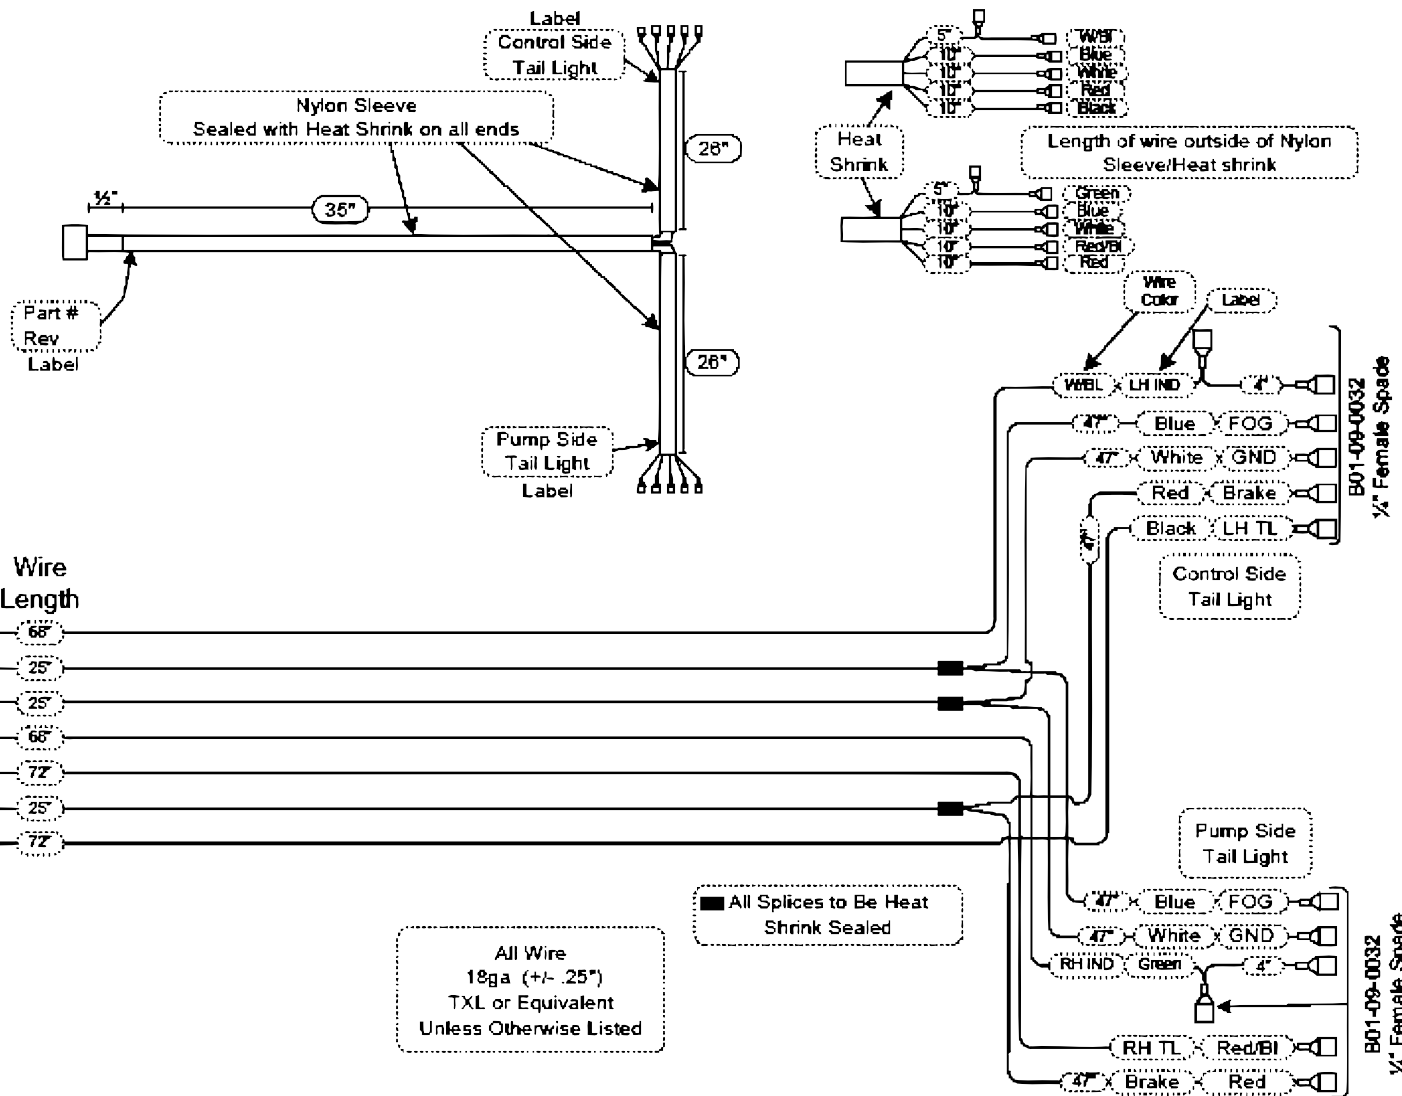 Label
Control Side
Tail Light
Nylon Sleeve
Sealed with Heat Shrink on all ends
26"
½"
35"
Part #
Rev
Label
26"
Pump Side
Tail Light
Label
5"
W/Bl
10"
Blue
10"
White
10"
Red
10"
Black
Heat
Shrink
Length of wire outside of Nylon
Sleeve/Heat shrink
5"
Green
10"
Blue
10"
White
10"
Red/Bl
10"
Red
Wire
Color
Label
W/BL LH IND 4"
47" Blue FOG
47" White GND
Red Brake
47"
Black LH TL
B01-09-0032
¼" Female Spade
Control Side
Tail Light
Wire
Length
66"
25"
25"
66"
72"
25"
72"
Pump Side
Tail Light
All Splices to Be Heat
Shrink Sealed
All Wire
18ga (+/- .25")
TXL or Equivalent
Unless Otherwise Listed
47" Blue FOG
47" White GND
RH IND Green 4"
RH TL Red/Bl
47" Brake Red
B01-09-0032
¼" Female Spade